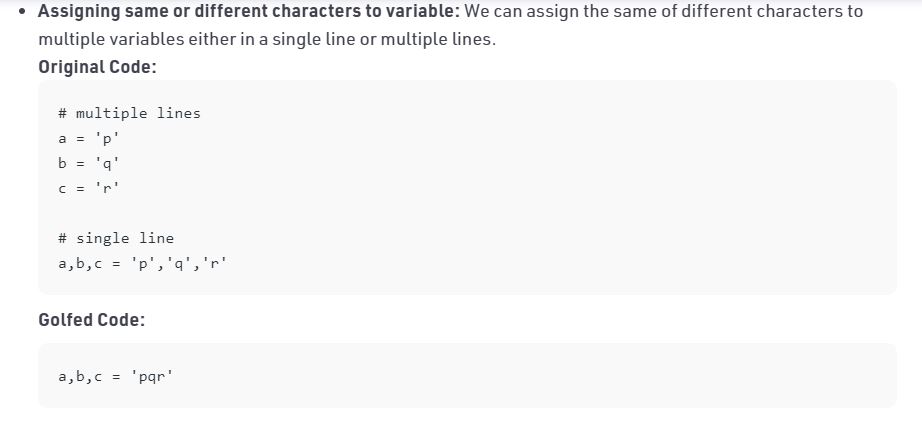 • Assigning same or different characters to variable: We can assign the same of different characters to
multiple variables either in a single line or multiple lines.
Original Code:
# multiple lines
a = 'p'
b = 'q'
c = 'r'
# single line
a,b,c = 'p','q','r'
Golfed Code:
a,b,c = 'pqr'